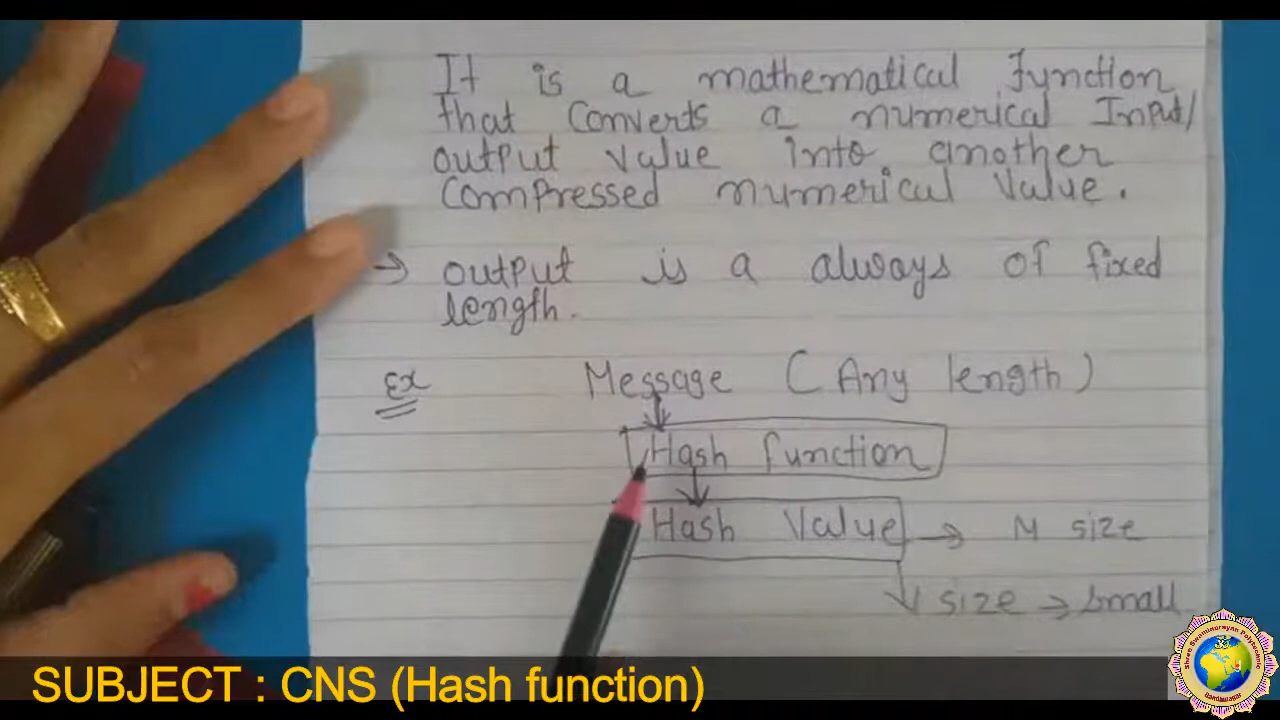 It is a mathematical function
that converts a numerical Input/
output value into another
compressed numerical value.
→ output is a always of fixed
length.
Ex Message (Any length)
Hash function
Hash Value → M size
size → small
SUBJECT : CNS (Hash function)